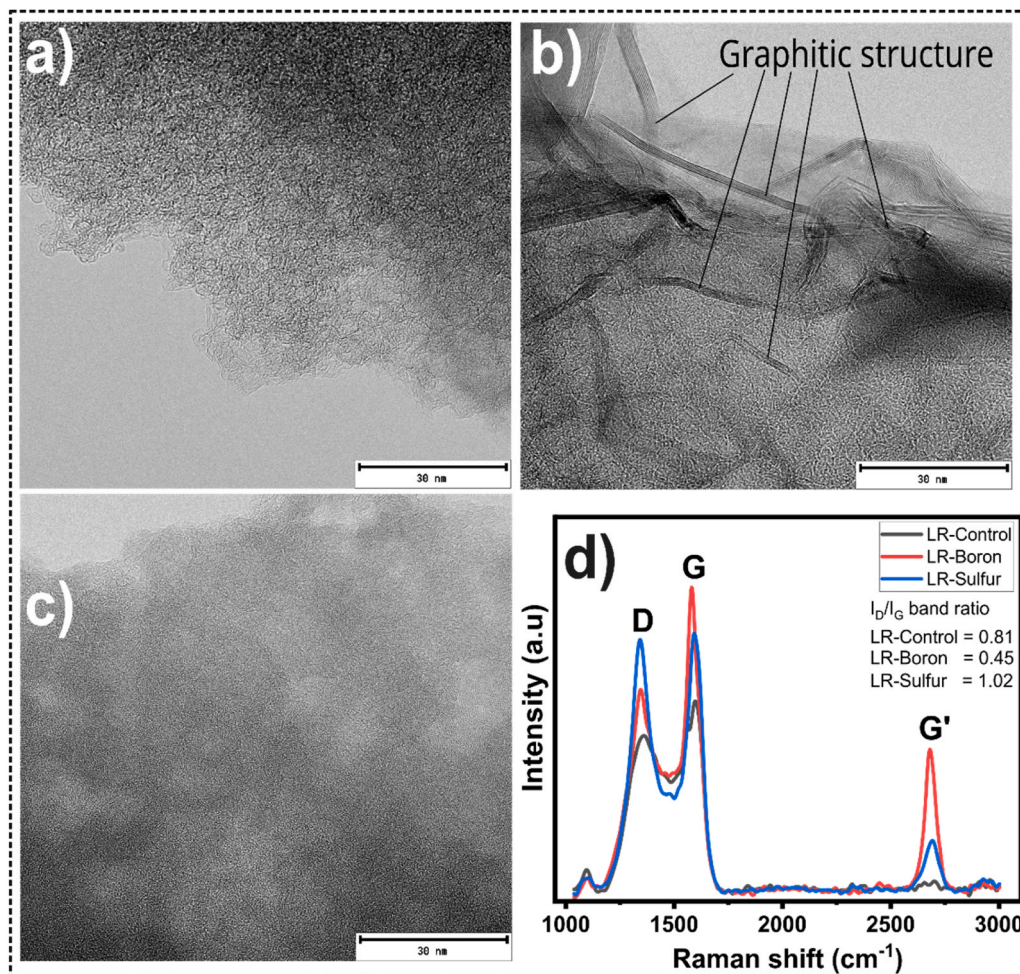 a)
30 nm
b)
Graphitic structure
30 nm
c)
30 nm
d)
LR-Control
LR-Boron
LR-Sulfur
I_D/I_G band ratio
LR-Control = 0.81
LR-Boron = 0.45
LR-Sulfur = 1.02
D
G
G'
Intensity (a.u)
1000 1500 2000 2500 3000
Raman shift (cm⁻¹)